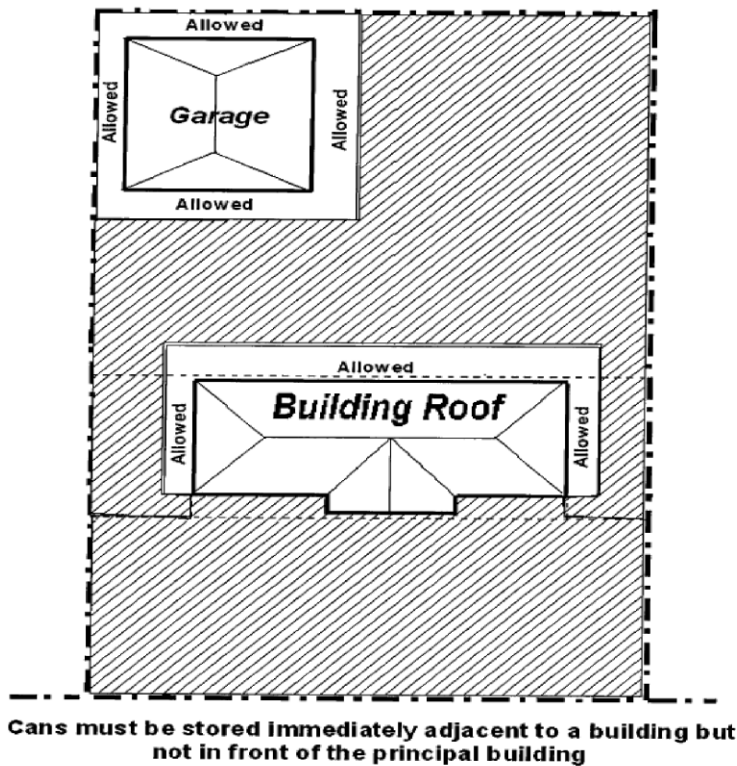 Allowed
Allowed
Garage
Allowed
Allowed
Allowed
Building Roof
Allowed
Allowed
Cans must be stored immediately adjacent to a building but
not in front of the principal building